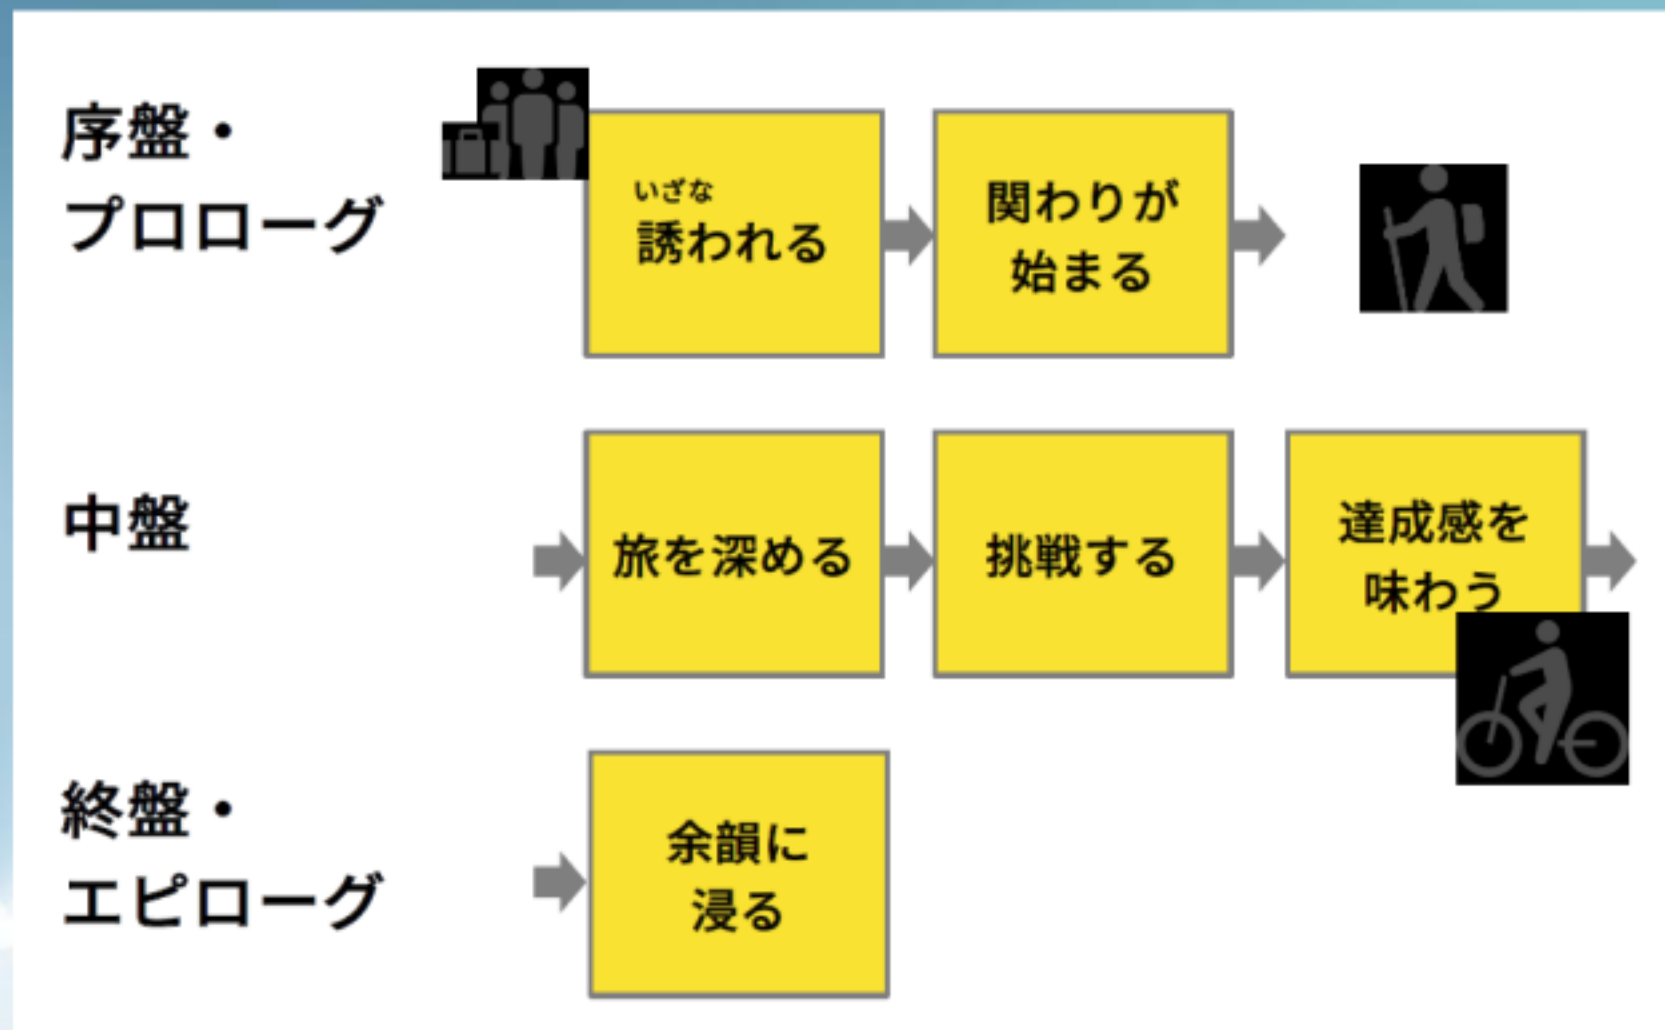 序盤・
プロローグ
いざな
誘われる
関わりが
始まる
中盤
旅を深める
挑戦する
達成感を
味わう
終盤・
エピローグ
余韻に
浸る